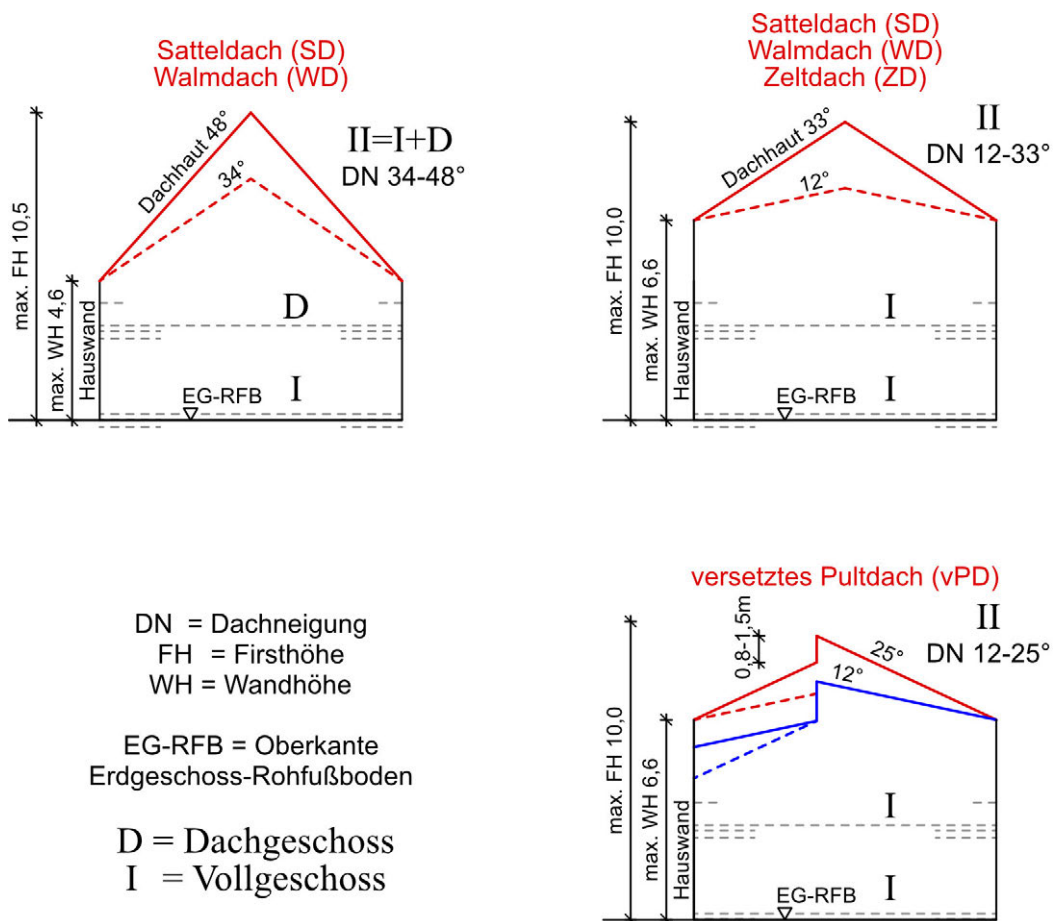 Satteldach (SD)
Walmdach (WD)
max. FH 10,5
max. WH 4,6
Hauswand
Dachhaut 48°
34°
II=I+D
DN 34-48°
D
I
EG-RFB
Satteldach (SD)
Walmdach (WD)
Zeltdach (ZD)
max. FH 10,0
max. WH 6,6
Hauswand
Dachhaut 33°
12°
II
DN 12-33°
I
I
EG-RFB
DN = Dachneigung
FH = Firsthöhe
WH = Wandhöhe
EG-RFB = Oberkante
Erdgeschoss-Rohfußboden
D = Dachgeschoss
I = Vollgeschoss
versetztes Pultdach (vPD)
max. FH 10,0
max. WH 6,6
Hauswand
0,8-1,5m
25°
12°
II
DN 12-25°
I
I
EG-RFB